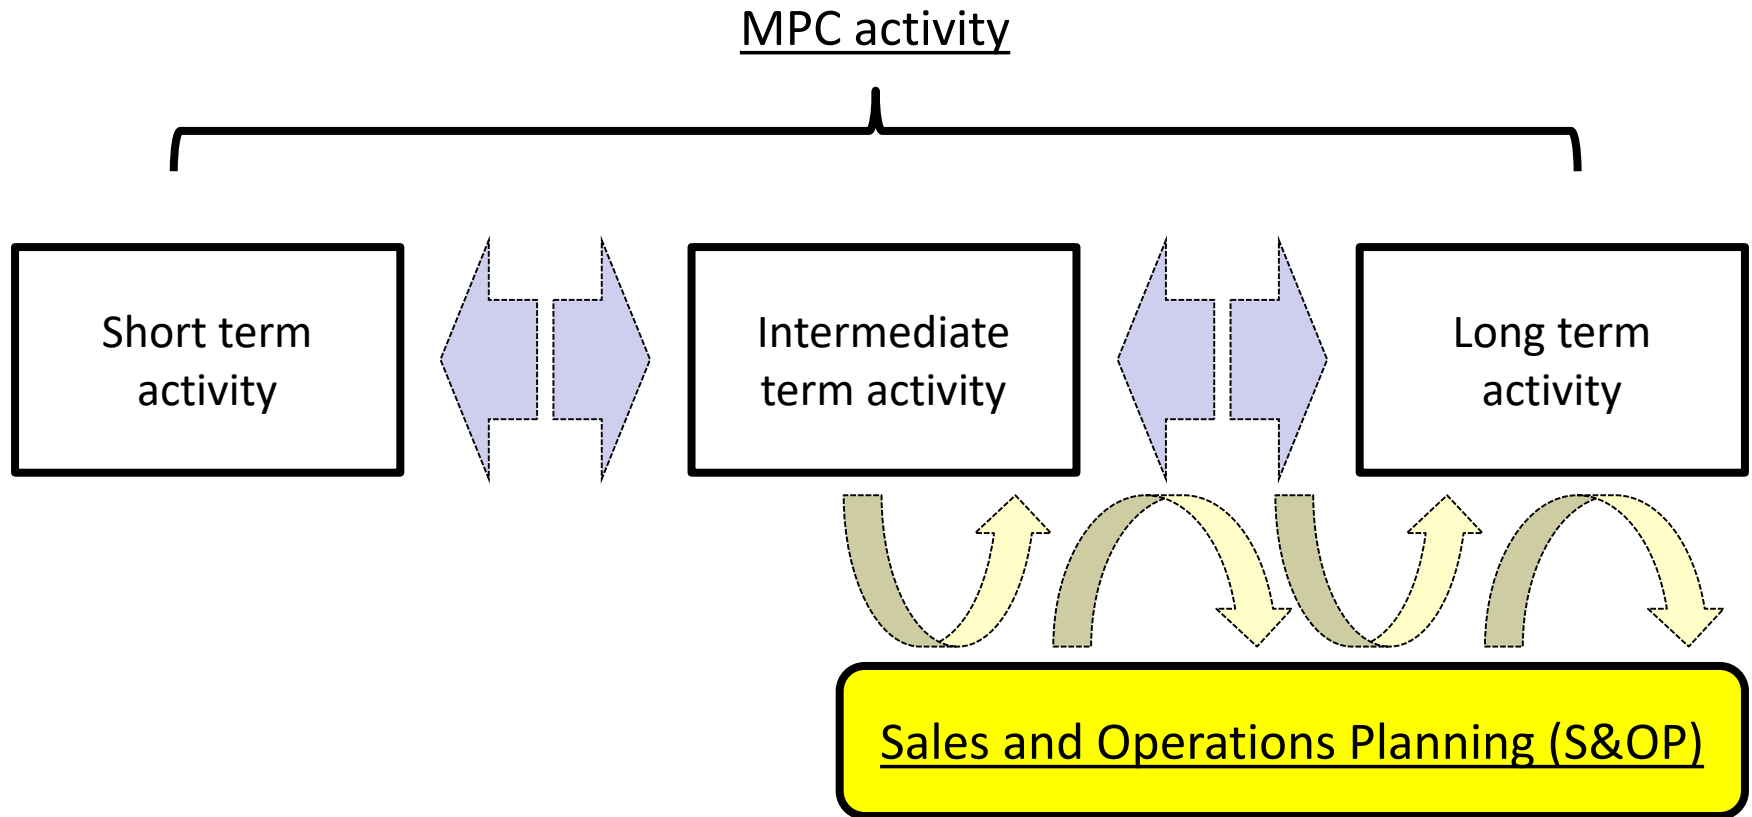 MPC activity
Short term
activity
Intermediate
term activity
Long term
activity
Sales and Operations Planning (S&OP)